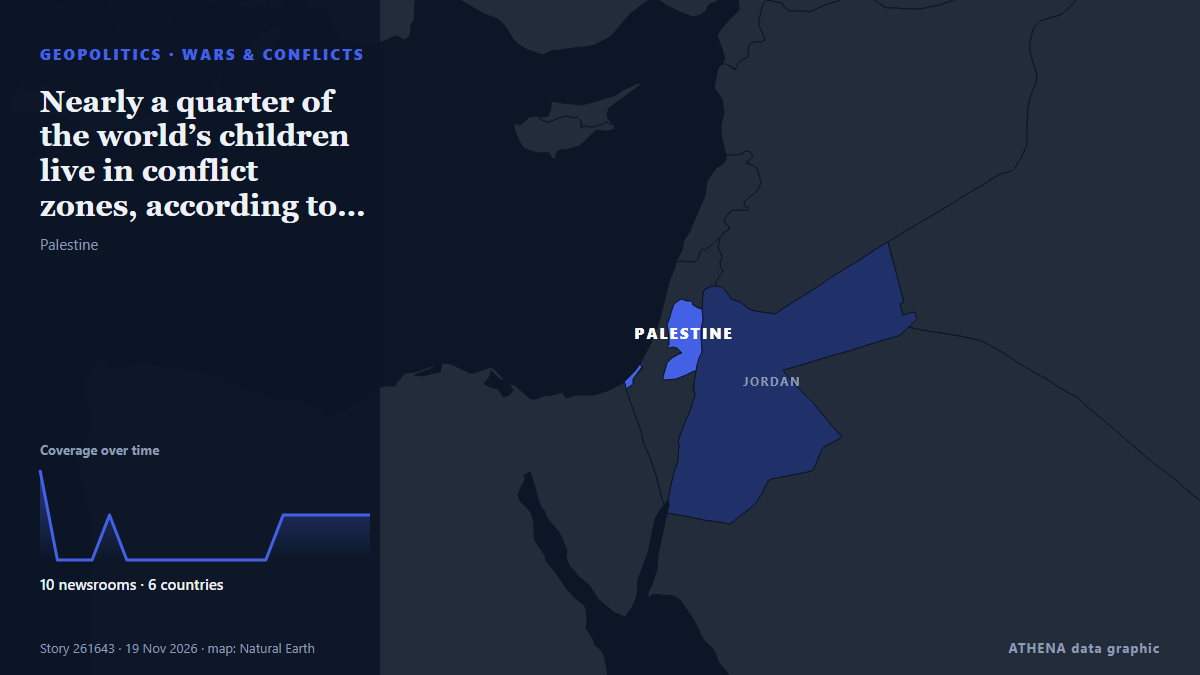 GEOPOLITICS · WARS & CONFLICTS
Nearly a quarter of
the world’s children
live in conflict
zones, according to…
Palestine
PALESTINE
JORDAN
Coverage over time
10 newsrooms · 6 countries
Story 261643 · 19 Nov 2026 · map: Natural Earth
ATHENA data graphic